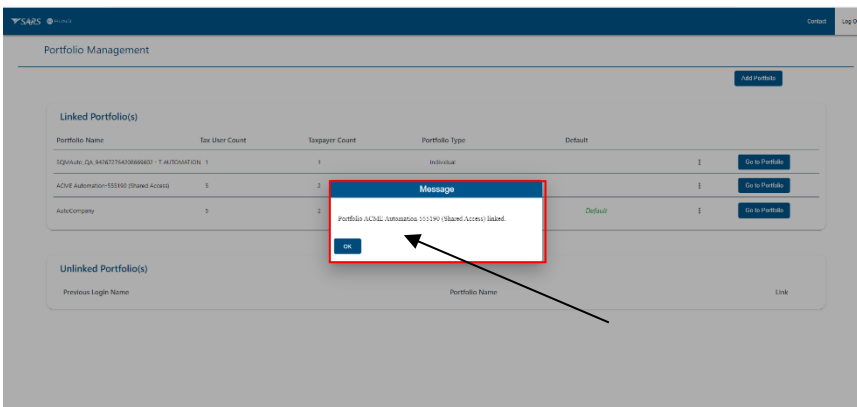 SARS eFILING Contact Log O
Portfolio Management
Add Portfolio
Linked Portfolio(s)
Portfolio Name Tax User Count Taxpayer Count Portfolio Type Default
T AUTOMATION 1 1 Individual Go to Portfolio
ACME Automation-555190 (Shared Access) 5 2 Go to Portfolio
AutoCompany 5 2 Default Go to Portfolio
Message
Portfolio ACME Automation-555190 (Shared Access) linked.
OK
Unlinked Portfolio(s)
Previous Login Name Portfolio Name Link